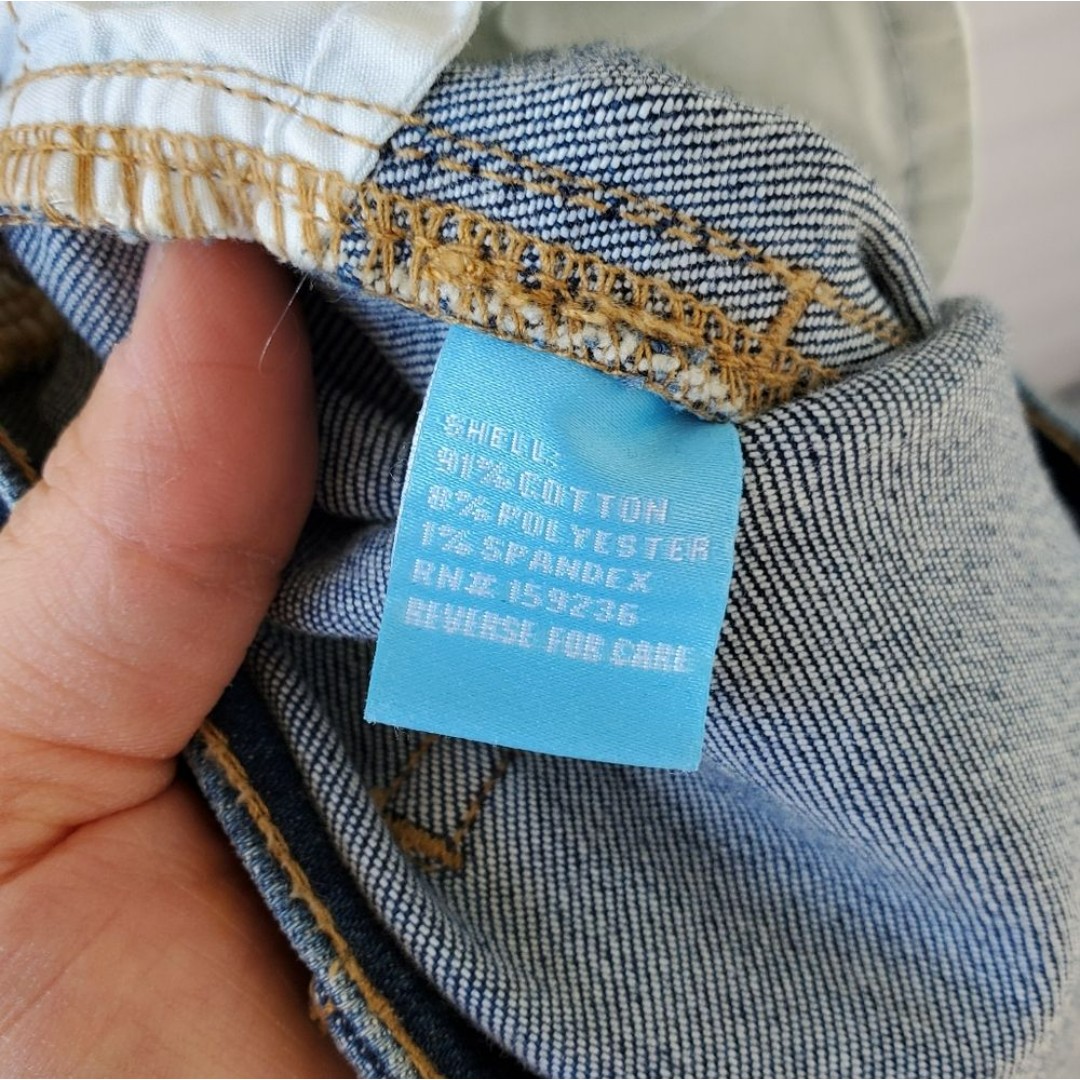 SHELL:
91% COTTON
8% POLYESTER
1% SPANDEX
RN# 159236
REVERSE FOR CARE